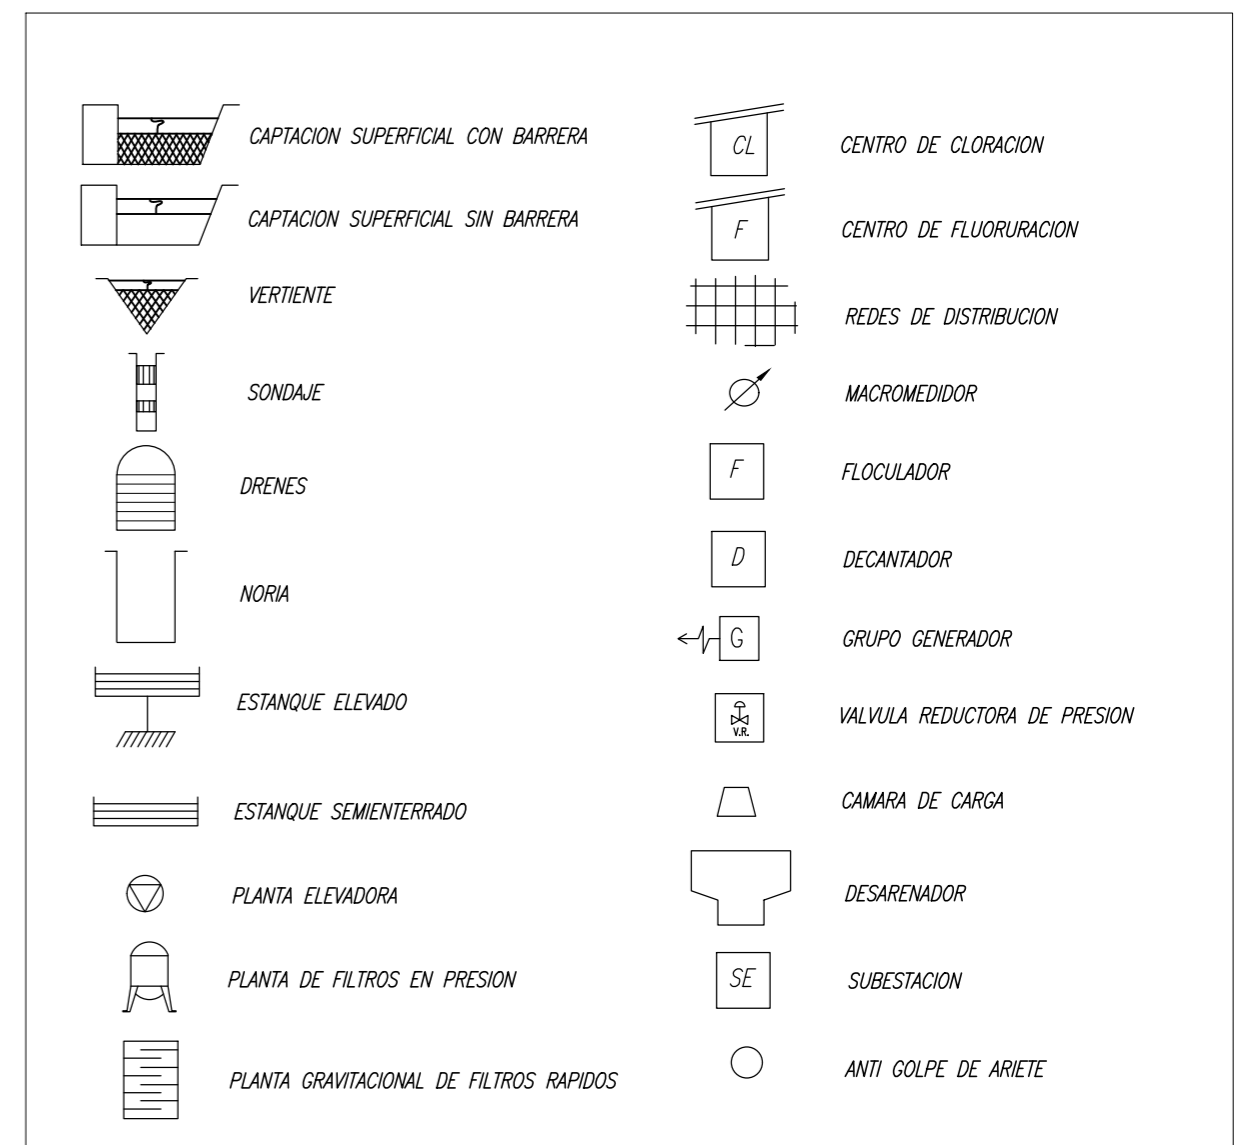 CAPTACION SUPERFICIAL CON BARRERA
CAPTACION SUPERFICIAL SIN BARRERA
VERTIENTE
SONDAJE
DRENES
NORIA
ESTANQUE ELEVADO
ESTANQUE SEMIENTERRADO
PLANTA ELEVADORA
PLANTA DE FILTROS EN PRESION
PLANTA GRAVITACIONAL DE FILTROS RAPIDOS
CL CENTRO DE CLORACION
F CENTRO DE FLUORURACION
REDES DE DISTRIBUCION
MACROMEDIDOR
F FLOCULADOR
D DECANTADOR
G GRUPO GENERADOR
V.R. VALVULA REDUCTORA DE PRESION
CAMARA DE CARGA
DESARENADOR
SE SUBESTACION
ANTI GOLPE DE ARIETE